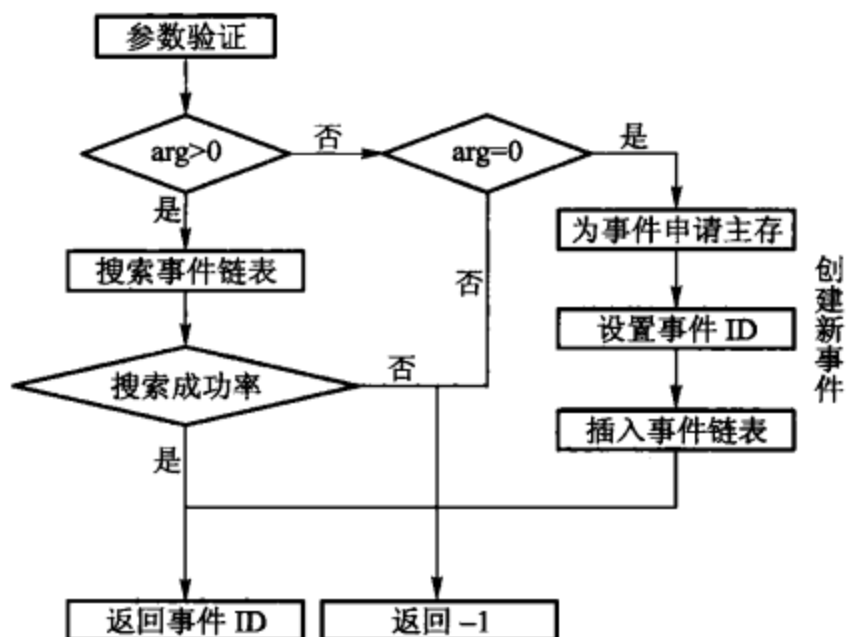 参数验证
arg>0
否
arg=0
是
是
为事件申请主存
搜索事件链表
否
设置事件 ID
创建新事件
搜索成功率
否
插入事件链表
是
返回事件 ID
返回 –1